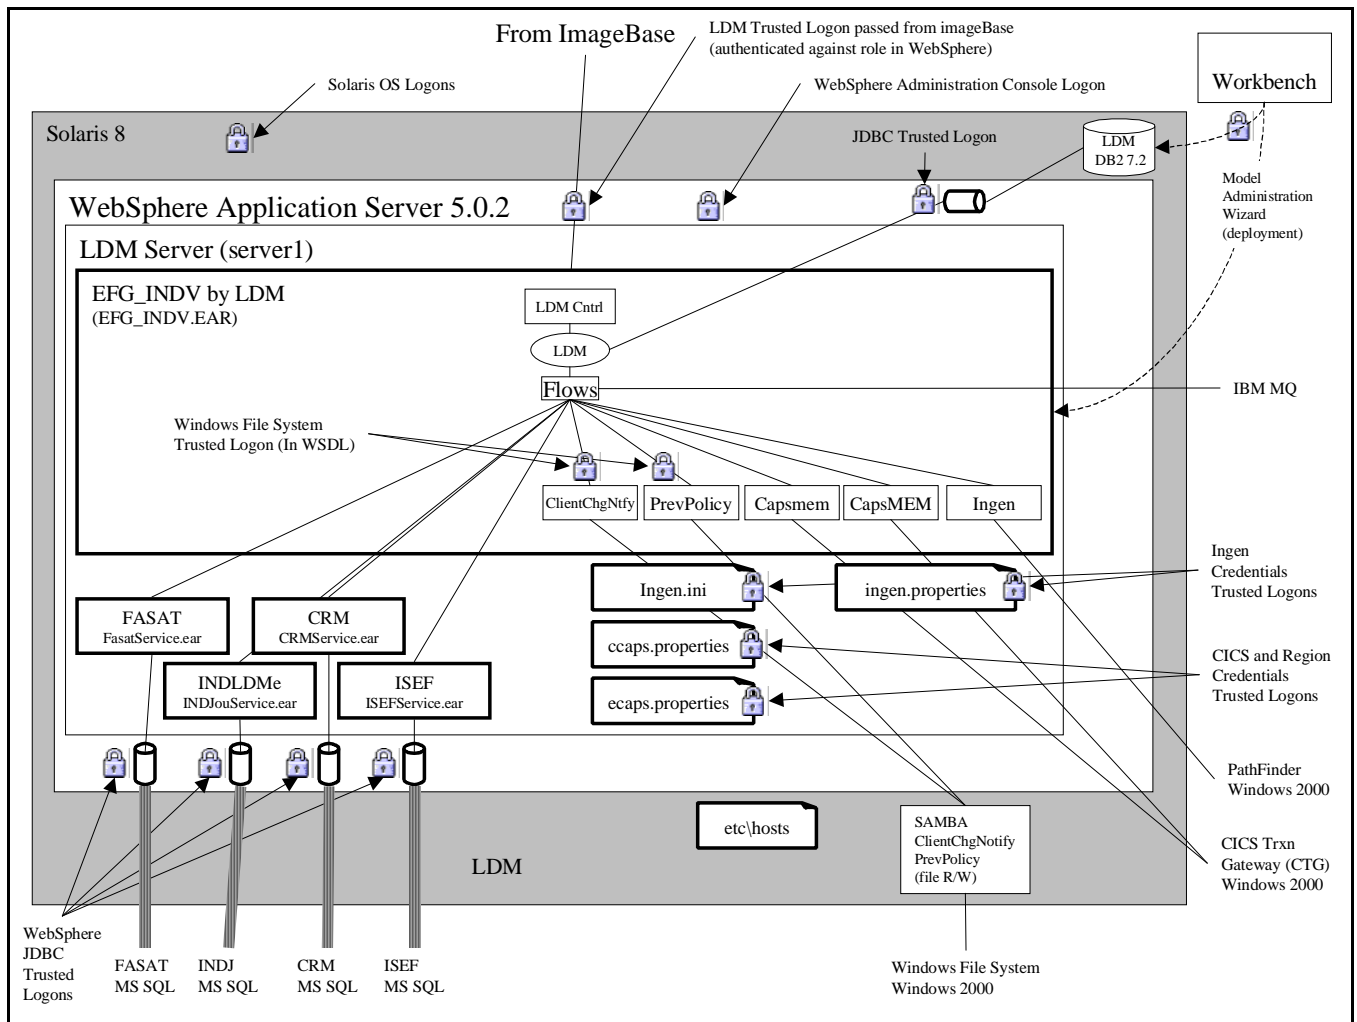 From ImageBase
LDM Trusted Logon passed from imageBase
(authenticated against role in WebSphere)
Solaris OS Logons
WebSphere Administration Console Logon
Workbench
Solaris 8
JDBC Trusted Logon
LDM
DB2 7.2
Model
Administration
Wizard
(deployment)
WebSphere Application Server 5.0.2
LDM Server (server1)
EFG_INDV by LDM
(EFG_INDV.EAR)
LDM Cntrl
LDM
Flows
IBM MQ
Windows File System
Trusted Logon (In WSDL)
ClientChgNtfy
PrevPolicy
Capsmem
CapsMEM
Ingen
Ingen
Credentials
Trusted Logons
Ingen.ini
ingen.properties
FASAT
FasatService.ear
CRM
CRMService.ear
ccaps.properties
CICS and Region
Credentials
Trusted Logons
INDLDMe
INDJouService.ear
ISEF
ISEFService.ear
ecaps.properties
PathFinder
Windows 2000
etc\hosts
SAMBA
ClientChgNotify
PrevPolicy
(file R/W)
CICS Trxn
Gateway (CTG)
Windows 2000
LDM
WebSphere
JDBC
Trusted
Logons
FASAT
MS SQL
INDJ
MS SQL
CRM
MS SQL
ISEF
MS SQL
Windows File System
Windows 2000